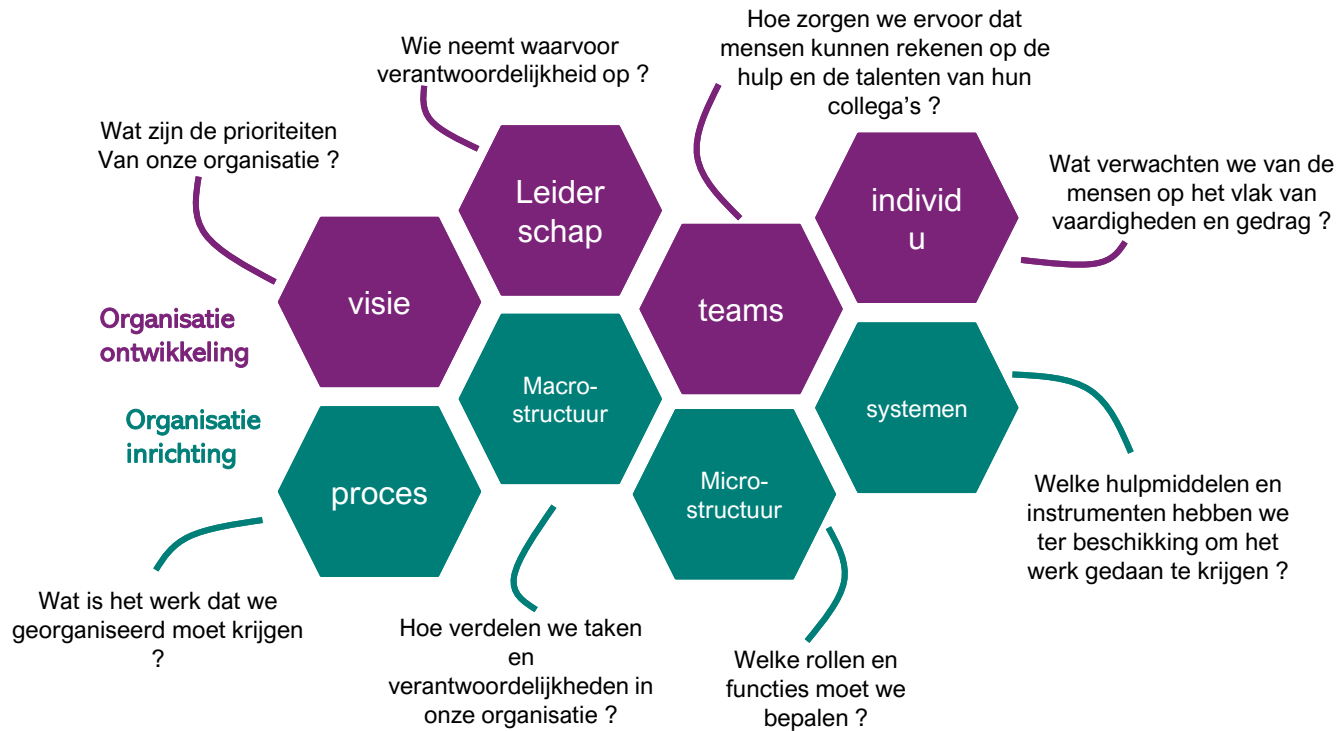 Hoe zorgen we ervoor dat
mensen kunnen rekenen op de
hulp en de talenten van hun
collega’s ?
Wie neemt waarvoor
verantwoordelijkheid op ?
Wat zijn de prioriteiten
Van onze organisatie ?
Wat verwachten we van de
mensen op het vlak van
vaardigheden en gedrag ?
Leider
schap
individ
u
visie
teams
Organisatie
ontwikkeling
Macro-
structuur
systemen
Organisatie
inrichting
proces
Micro-
structuur
Welke hulpmiddelen en
instrumenten hebben we
ter beschikking om het
werk gedaan te krijgen ?
Wat is het werk dat we
georganiseerd moet krijgen
?
Hoe verdelen we taken
en
verantwoordelijkheden in
onze organisatie ?
Welke rollen en
functies moet we
bepalen ?